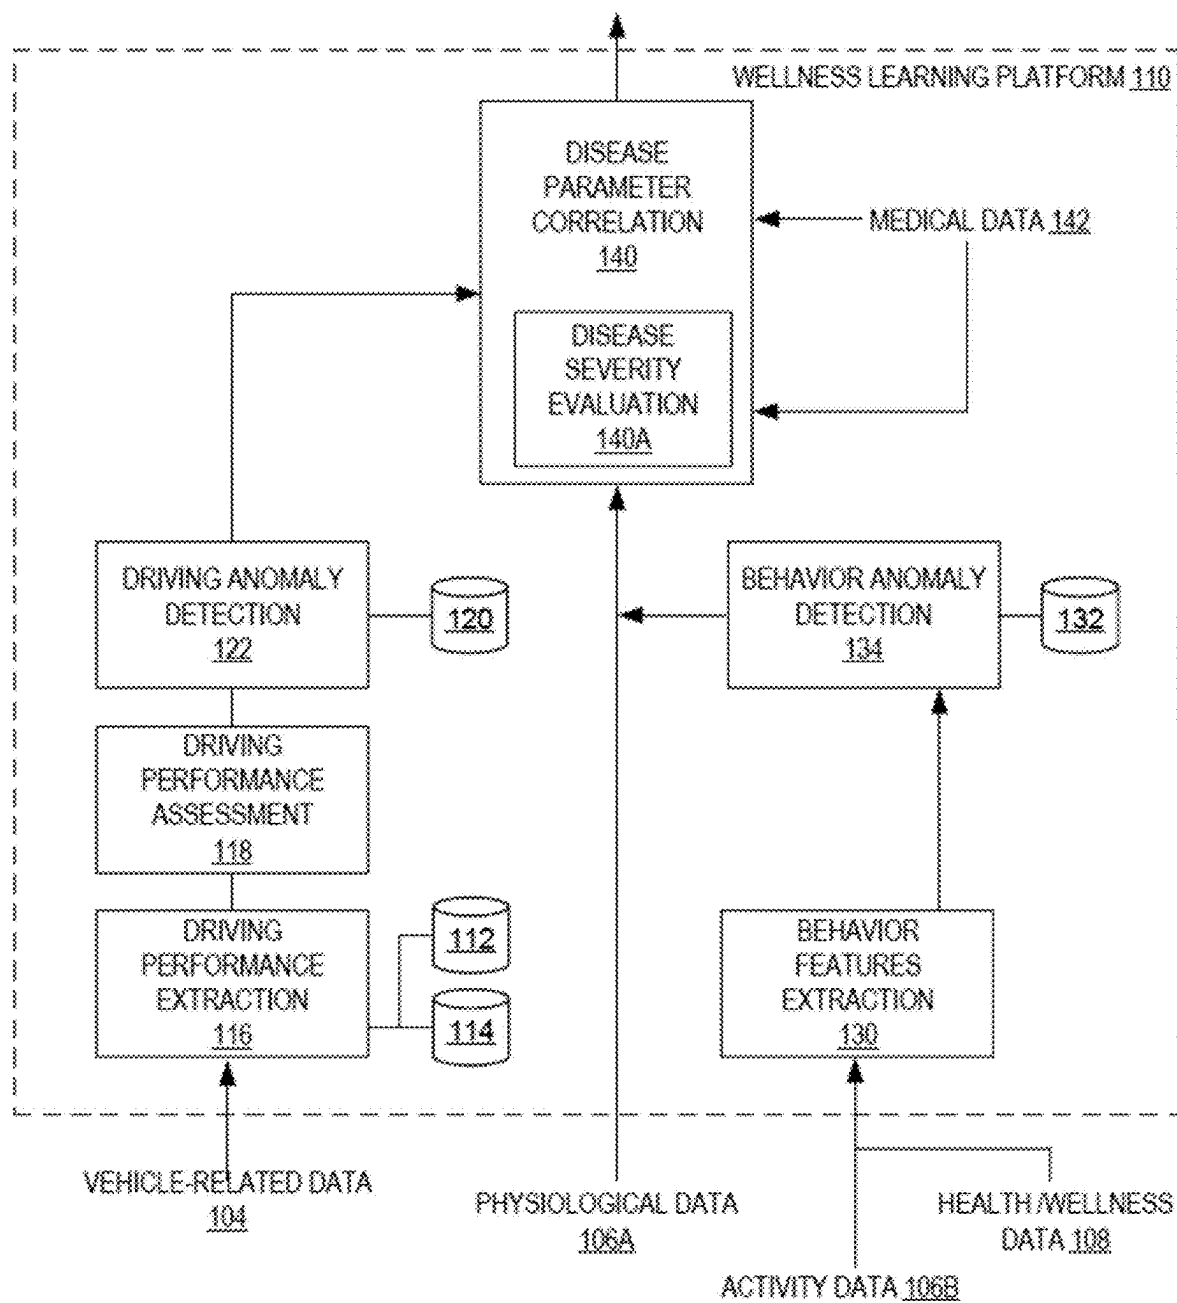 WELLNESS LEARNING PLATFORM 110
DISEASE
PARAMETER
CORRELATION
140
MEDICAL DATA 142
DISEASE
SEVERITY
EVALUATION
140A
DRIVING ANOMALY
DETECTION
122
120
BEHAVIOR ANOMALY
DETECTION
134
132
DRIVING
PERFORMANCE
ASSESSMENT
118
DRIVING
PERFORMANCE
EXTRACTION
116
112
114
BEHAVIOR
FEATURES
EXTRACTION
130
VEHICLE-RELATED DATA
104
PHYSIOLOGICAL DATA
106A
HEALTH/WELLNESS
DATA 108
ACTIVITY DATA 106B